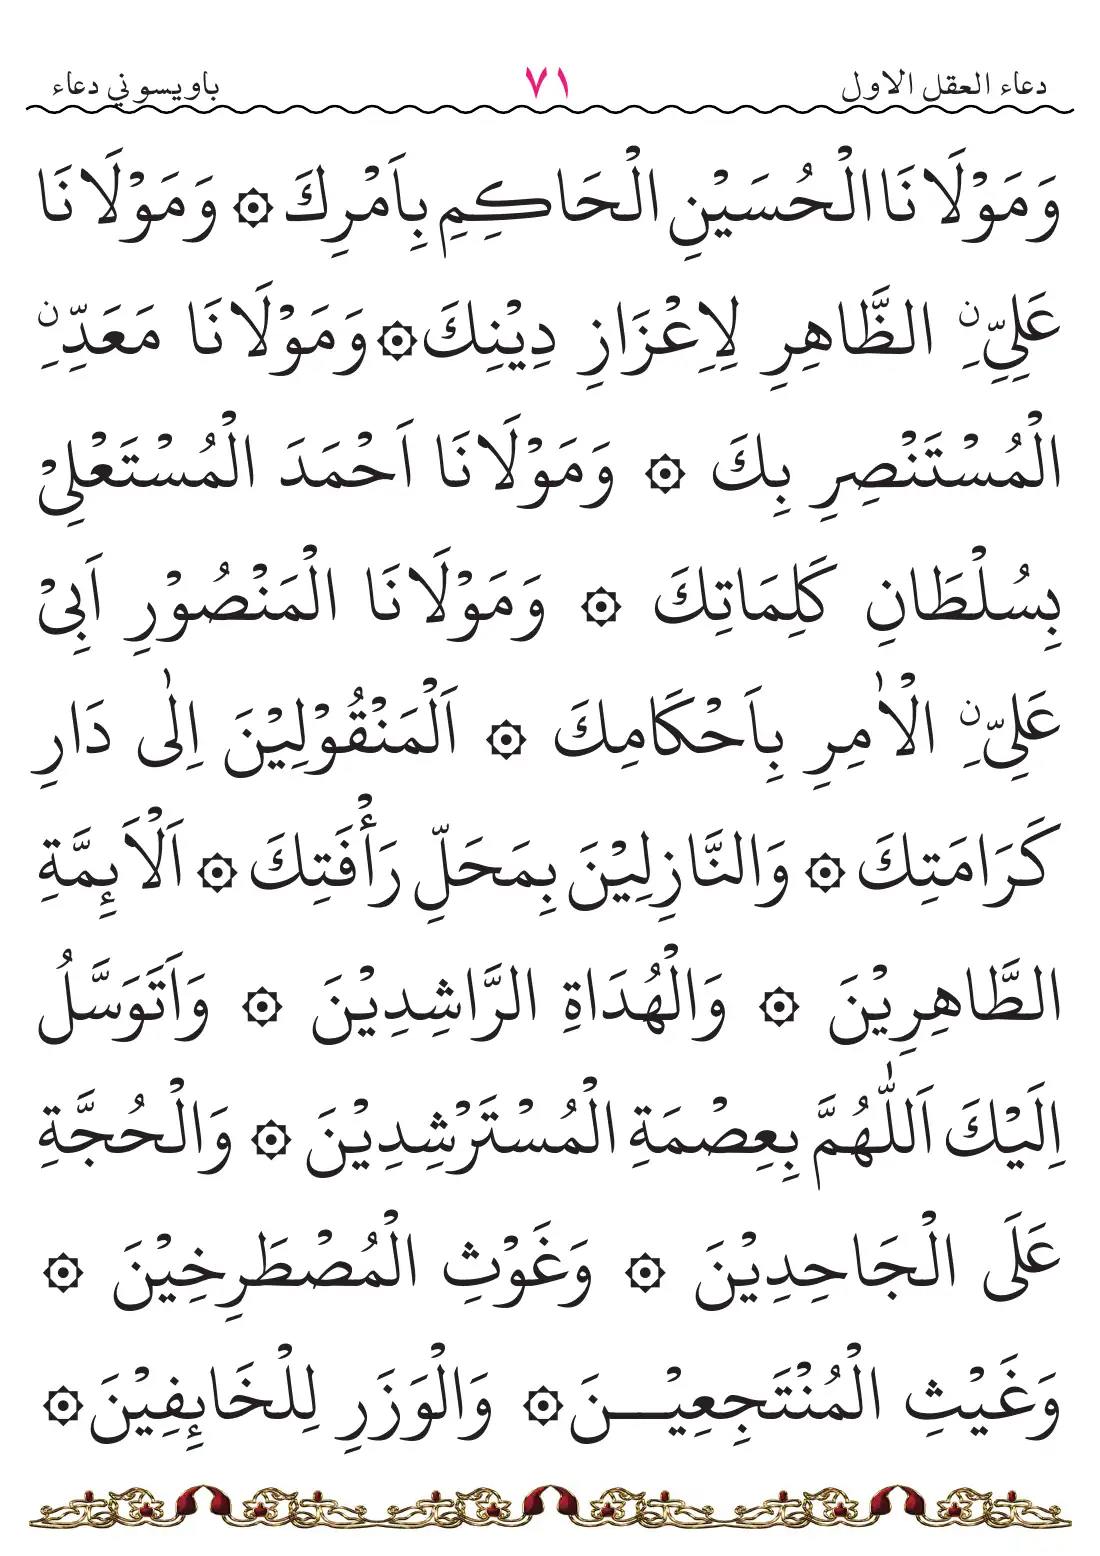 دعاء العقل الاول ٧١ باويسوني دعاء
وَمَوْلَانَا الْحُسَيْنِ الْحَاكِمِ بِاَمْرِكَ ۞ وَمَوْلَانَا
عَلِيِّنِ الظَّاهِرِ لِاِعْزَازِ دِيْنِكَ ۞ وَمَوْلَانَا مَعَدِّنِ
الْمُسْتَنْصِرِ بِكَ ۞ وَمَوْلَانَا اَحْمَدَ الْمُسْتَعْلِيْ
بِسُلْطَانِ كَلِمَاتِكَ ۞ وَمَوْلَانَا الْمَنْصُوْرِ اَبِيْ
عَلِيِّنِ الْاٰمِرِ بِاَحْكَامِكَ ۞ اَلْمَنْقُوْلِيْنَ اِلٰى دَارِ
كَرَامَتِكَ ۞ وَالنَّازِلِيْنَ بِمَحَلِّ رَأْفَتِكَ ۞ اَلْاَئِمَّةِ
الطَّاهِرِيْنَ ۞ وَالْهُدَاةِ الرَّاشِدِيْنَ ۞ وَاَتَوَسَّلُ
اِلَيْكَ اَللّٰهُمَّ بِعِصْمَةِ الْمُسْتَرْشِدِيْنَ ۞ وَالْحُجَّةِ
عَلَى الْجَاحِدِيْنَ ۞ وَغَوْثِ الْمُصْطَرِخِيْنَ ۞
وَغَيْثِ الْمُنْتَجِعِيْـــنَ ۞ وَالْوَزَرِ لِلْخَائِفِيْنَ ۞